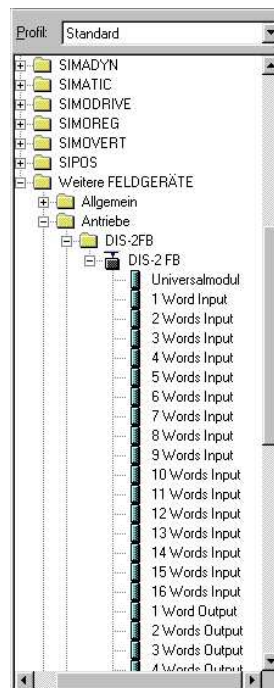 Profil: Standard
SIMADYN
SIMATIC
SIMODRIVE
SIMOREG
SIMOVERT
SIPOS
Weitere FELDGERÄTE
Allgemein
Antriebe
DIS-2FB
DIS-2 FB
Universalmodul
1 Word Input
2 Words Input
3 Words Input
4 Words Input
5 Words Input
6 Words Input
7 Words Input
8 Words Input
9 Words Input
10 Words Input
11 Words Input
12 Words Input
13 Words Input
14 Words Input
15 Words Input
16 Words Input
1 Word Output
2 Words Output
3 Words Output
4 Words Output